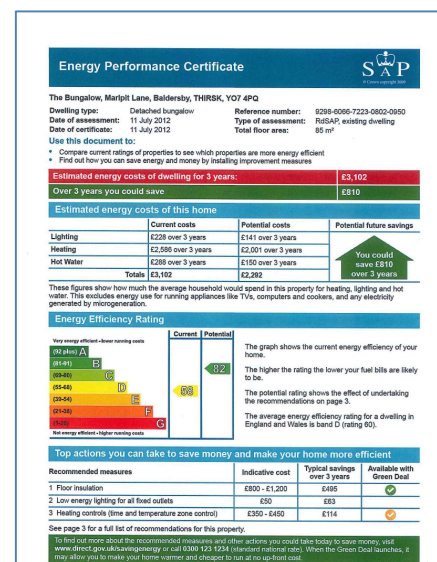 Energy Performance Certificate
SAP
The Bungalow, Marlpit Lane, Baldersby, THIRSK, YO7 4PQ
Dwelling type: Detached bungalow Reference number: 9298-6066-7223-0802-0950
Date of assessment: 11 July 2012 Type of assessment: RdSAP, existing dwelling
Date of certificate: 11 July 2012 Total floor area: 85 m²
Use this document to:
• Compare current ratings of properties to see which properties are more energy efficient
• Find out how you can save energy and money by installing improvement measures
Estimated energy costs of dwelling for 3 years: £3,102
Over 3 years you could save £810
Estimated energy costs of this home
Current costs Potential costs Potential future savings
Lighting £228 over 3 years £141 over 3 years
Heating £2,586 over 3 years £2,001 over 3 years
Hot Water £288 over 3 years £150 over 3 years
Totals £3,102 £2,292
You could
save £810
over 3 years
These figures show how much the average household would spend in this property for heating, lighting and hot
water. This excludes energy use for running appliances like TVs, computers and cookers, and any electricity
generated by microgeneration.
Energy Efficiency Rating
Current Potential
Very energy efficient - lower running costs
(92 plus) A
(81-91) B
(69-80) C
(55-68) D
(39-54) E
(21-38) F
(1-20) G
Not energy efficient - higher running costs
58
82
The graph shows the current energy efficiency of your
home.
The higher the rating the lower your fuel bills are likely
to be.
The potential rating shows the effect of undertaking
the recommendations on page 3.
The average energy efficiency rating for a dwelling in
England and Wales is band D (rating 60).
Top actions you can take to save money and make your home more efficient
Recommended measures Indicative cost Typical savings over 3 years Available with Green Deal
1 Floor insulation £800 - £1,200 £495
2 Low energy lighting for all fixed outlets £50 £63
3 Heating controls (time and temperature zone control) £350 - £450 £114
See page 3 for a full list of recommendations for this property.
To find out more about the recommended measures and other actions you could take today to save money, visit
www.direct.gov.uk/savingenergy or call 0300 123 1234 (standard national rate). When the Green Deal launches, it
may allow you to make your home warmer and cheaper to run at no up-front cost.